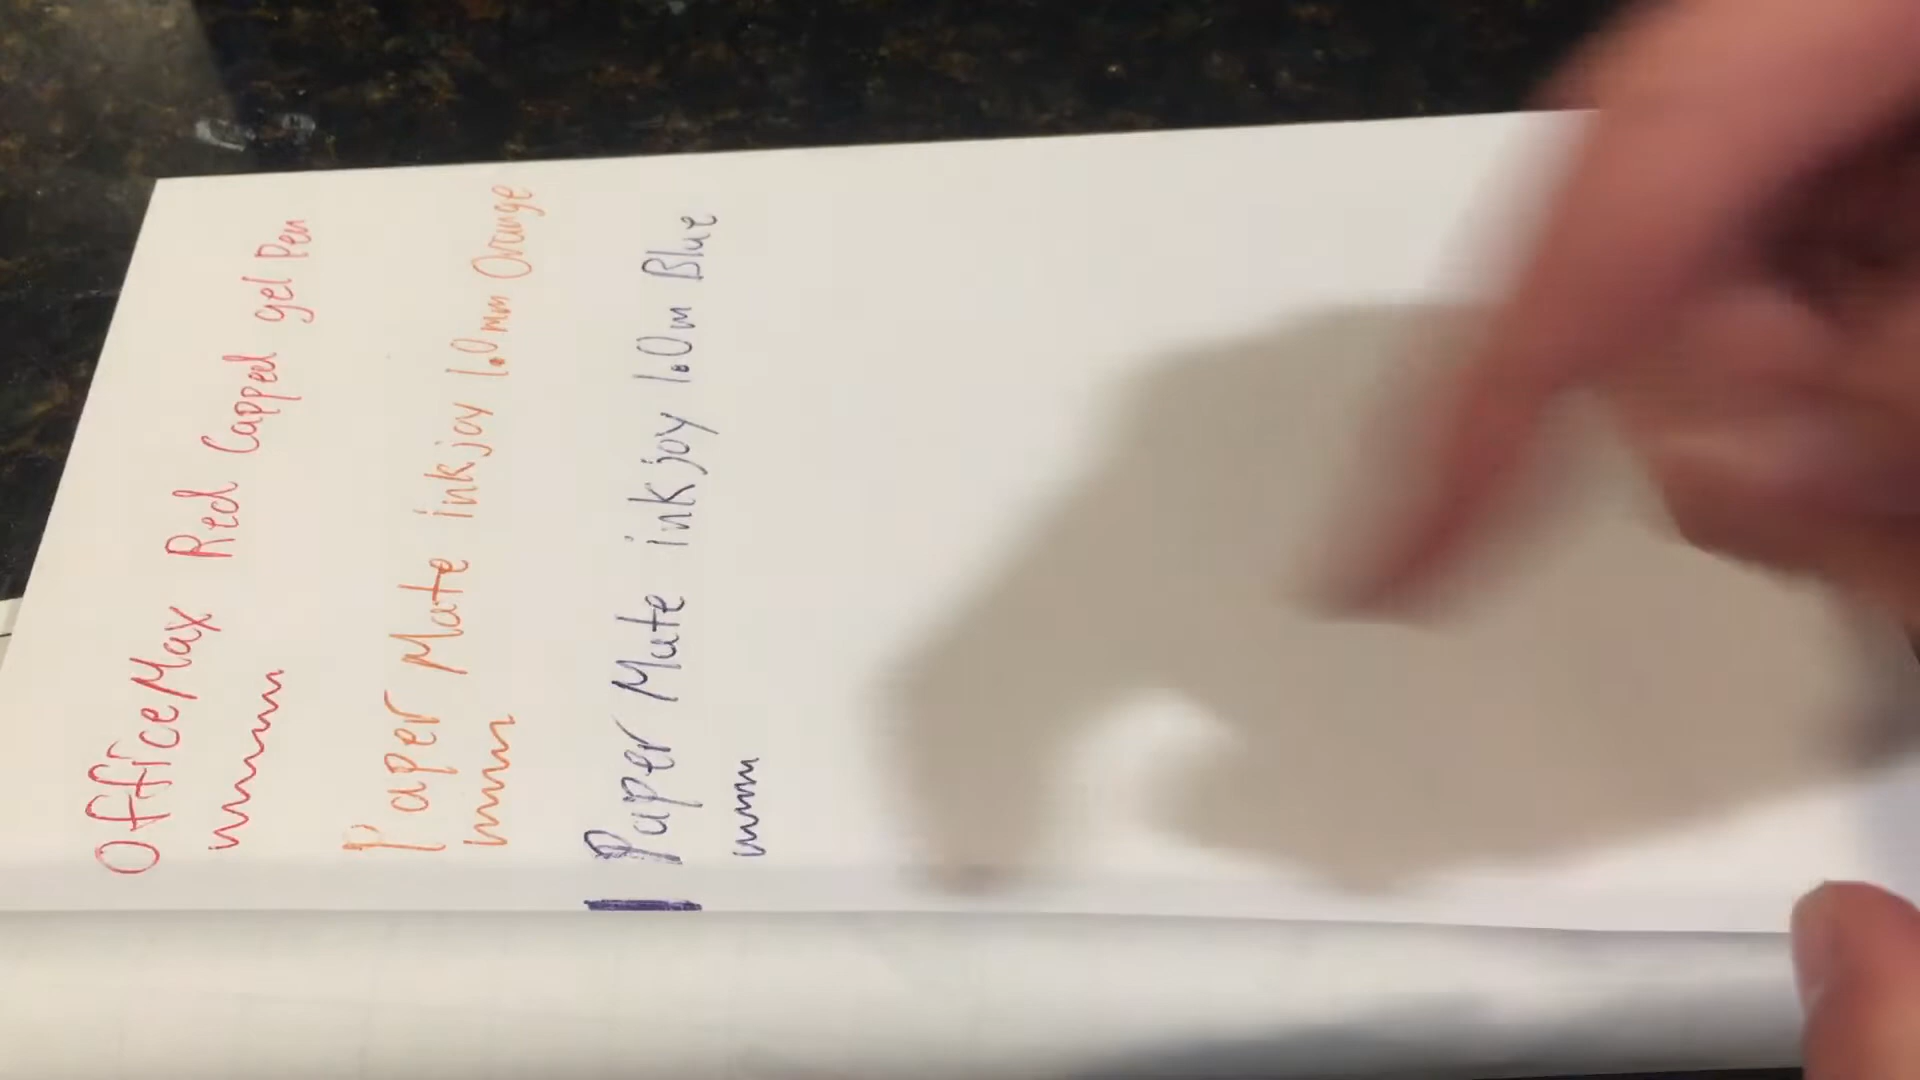 OfficeMax Red Capped gel Pen
Paper Mate inkjoy 1.0mm Orange
Paper Mate inkjoy 1.0m Blue